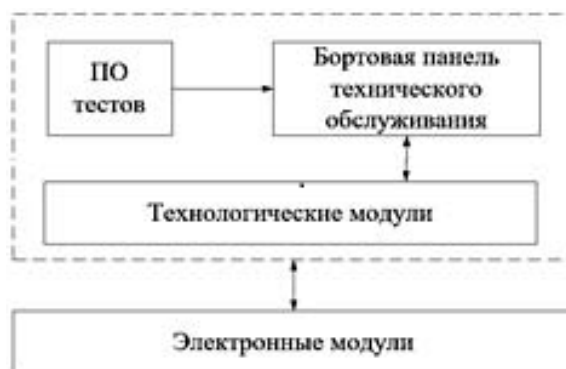 ПО
тестов
Бортовая панель
технического
обслуживания
Технологические модули
Электронные модули